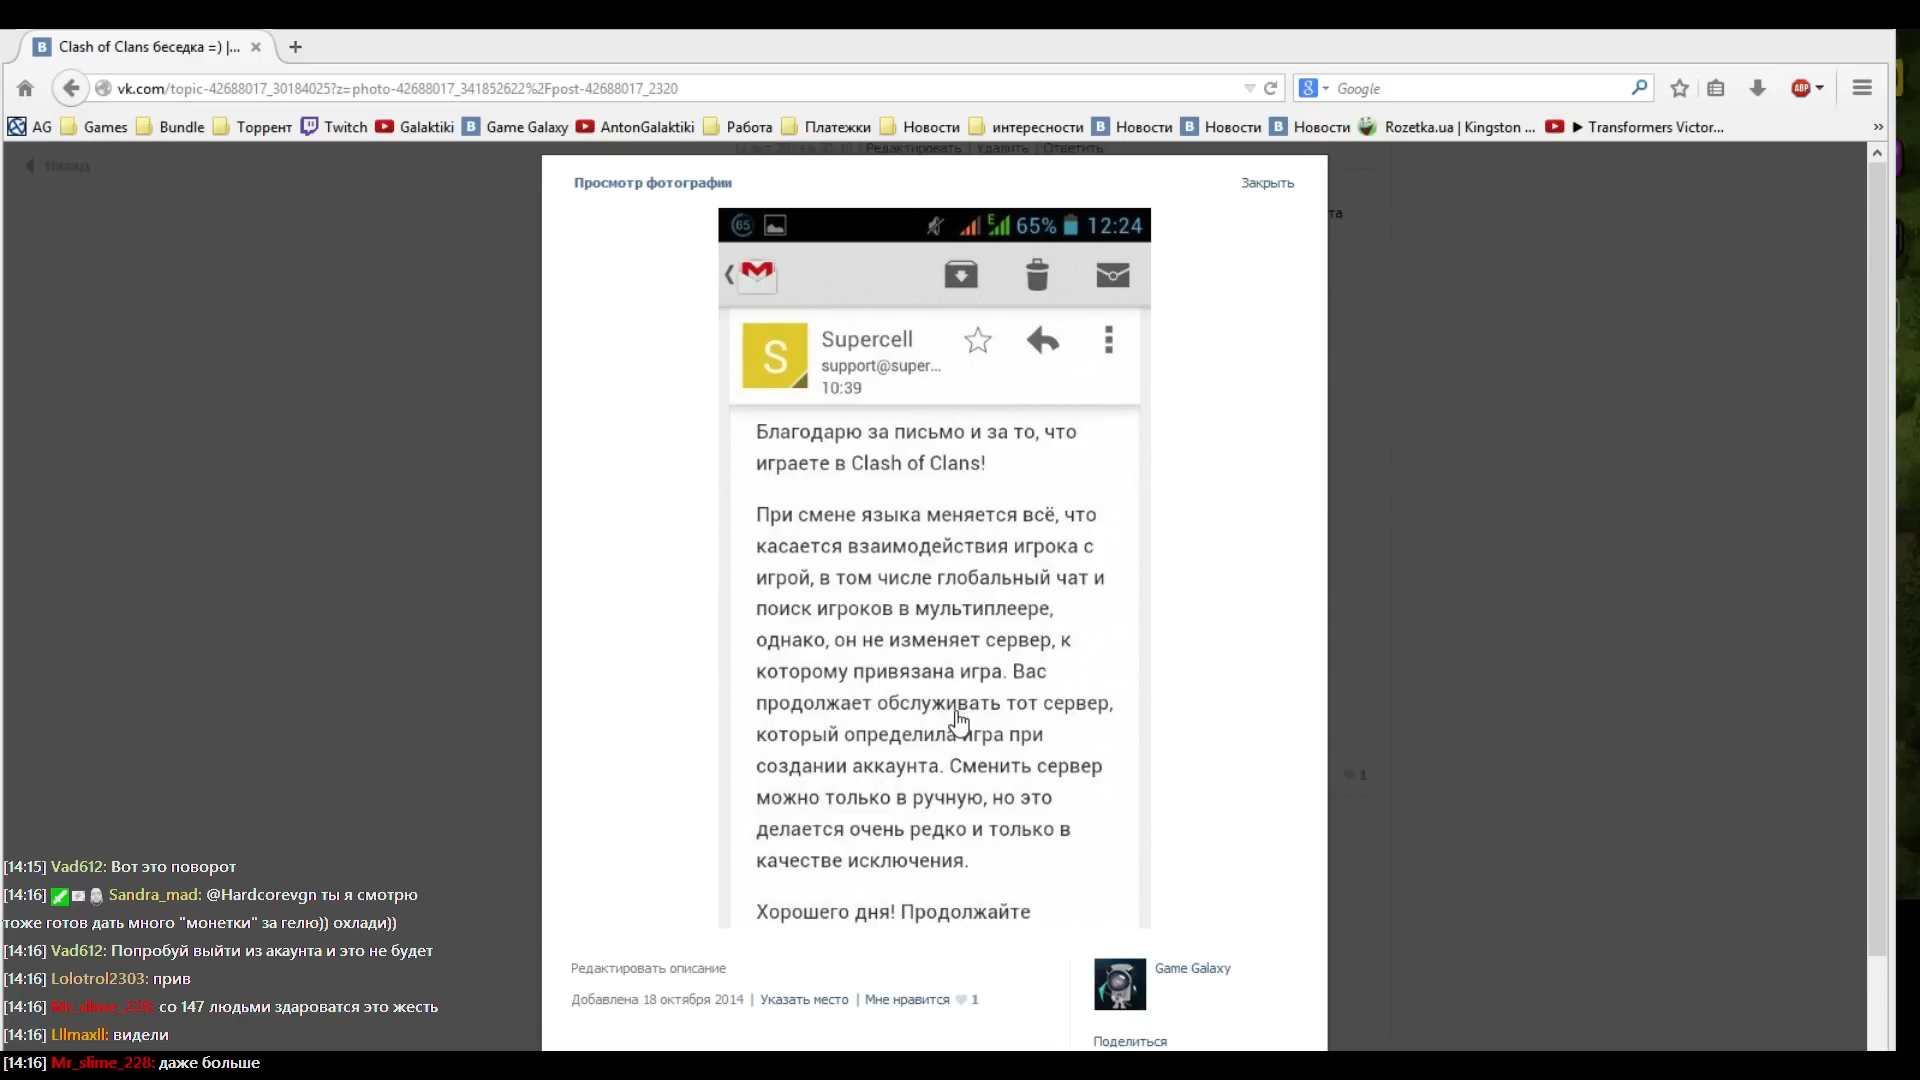 Clash of Clans беседка =) |...
vk.com/topic-42688017_30184025?z=photo-42688017_341852622%2Fpost-42688017_2320
Google
AG Games Bundle Торрент Twitch Galaktiki Game Galaxy AntonGalaktiki Работа Платежки Новости интересности Новости Новости Новости Rozetka.ua | Kingston ... ► Transformers Victor... »
Назад
Редактировать | Удалить | Ответить
Просмотр фотографии
Закрыть
та
65 65% 12:24
E
S
Supercell
support@super...
10:39
Благодарю за письмо и за то, что
играете в Clash of Clans!
При смене языка меняется всё, что
касается взаимодействия игрока с
игрой, в том числе глобальный чат и
поиск игроков в мультиплеере,
однако, он не изменяет сервер, к
которому привязана игра. Вас
продолжает обслуживать тот сервер,
который определила игра при
создании аккаунта. Сменить сервер
можно только в ручную, но это
делается очень редко и только в
качестве исключения.
Хорошего дня! Продолжайте
1
Редактировать описание
Добавлена 18 октября 2014 | Указать место | Мне нравится 1
Game Galaxy
Поделиться
[14:15] Vad612: Вот это поворот
[14:16] Sandra_mad: @Hardcorevgn ты я смотрю
тоже готов дать много "монетки" за гелю)) охлади))
[14:16] Vad612: Попробуй выйти из акаунта и это не будет
[14:16] Lolotrol2303: прив
[14:16] Mr_slime_228: со 147 людьми здароватся это жесть
[14:16] Lllmaxll: видели
[14:16] Mr_slime_228: даже больше